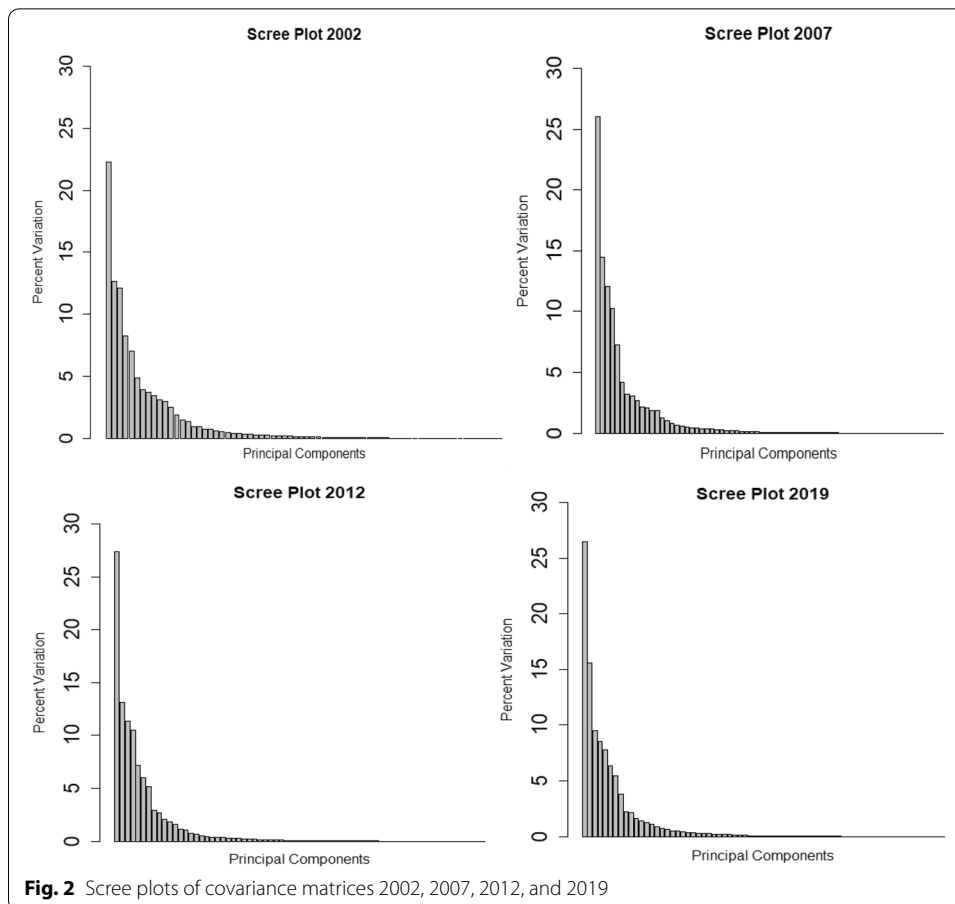 Scree Plot 2002
Percent Variation
0
5
10
15
20
25
30
Principal Components
Scree Plot 2007
Percent Variation
0
5
10
15
20
25
30
Principal Components
Scree Plot 2012
Percent Variation
0
5
10
15
20
25
30
Principal Components
Scree Plot 2019
Percent Variation
0
5
10
15
20
25
30
Principal Components
Fig. 2 Scree plots of covariance matrices 2002, 2007, 2012, and 2019